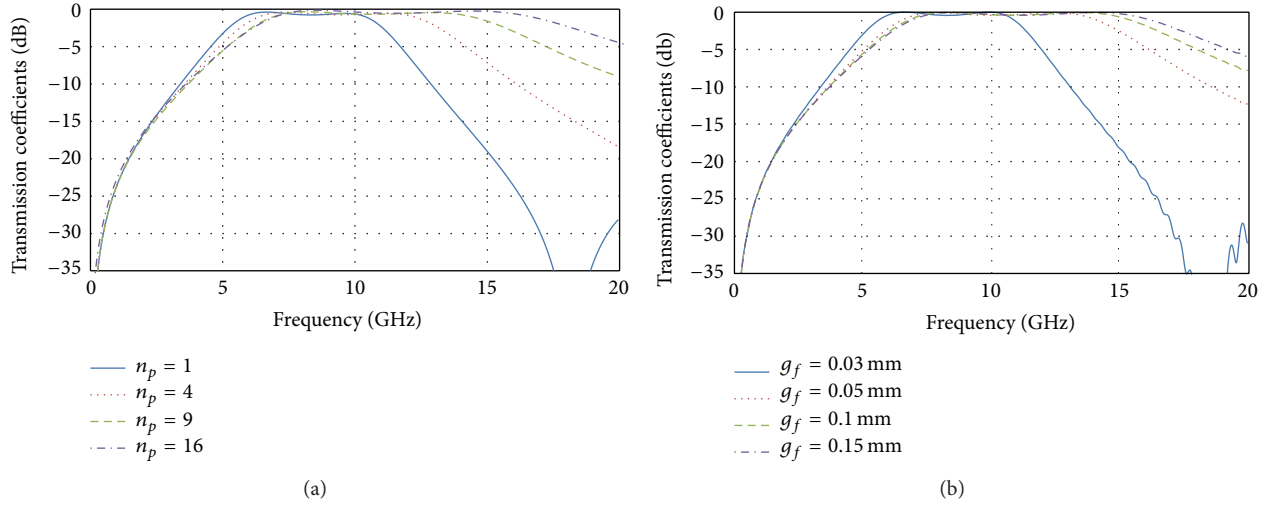 Transmission coefficients (dB)
0
−5
−10
−15
−20
−25
−30
−35
0 5 10 15 20
Frequency (GHz)
n_p = 1
n_p = 4
n_p = 9
n_p = 16
(a)
Transmission coefficients (db)
0
−5
−10
−15
−20
−25
−30
−35
0 5 10 15 20
Frequency (GHz)
g_f = 0.03 mm
g_f = 0.05 mm
g_f = 0.1 mm
g_f = 0.15 mm
(b)